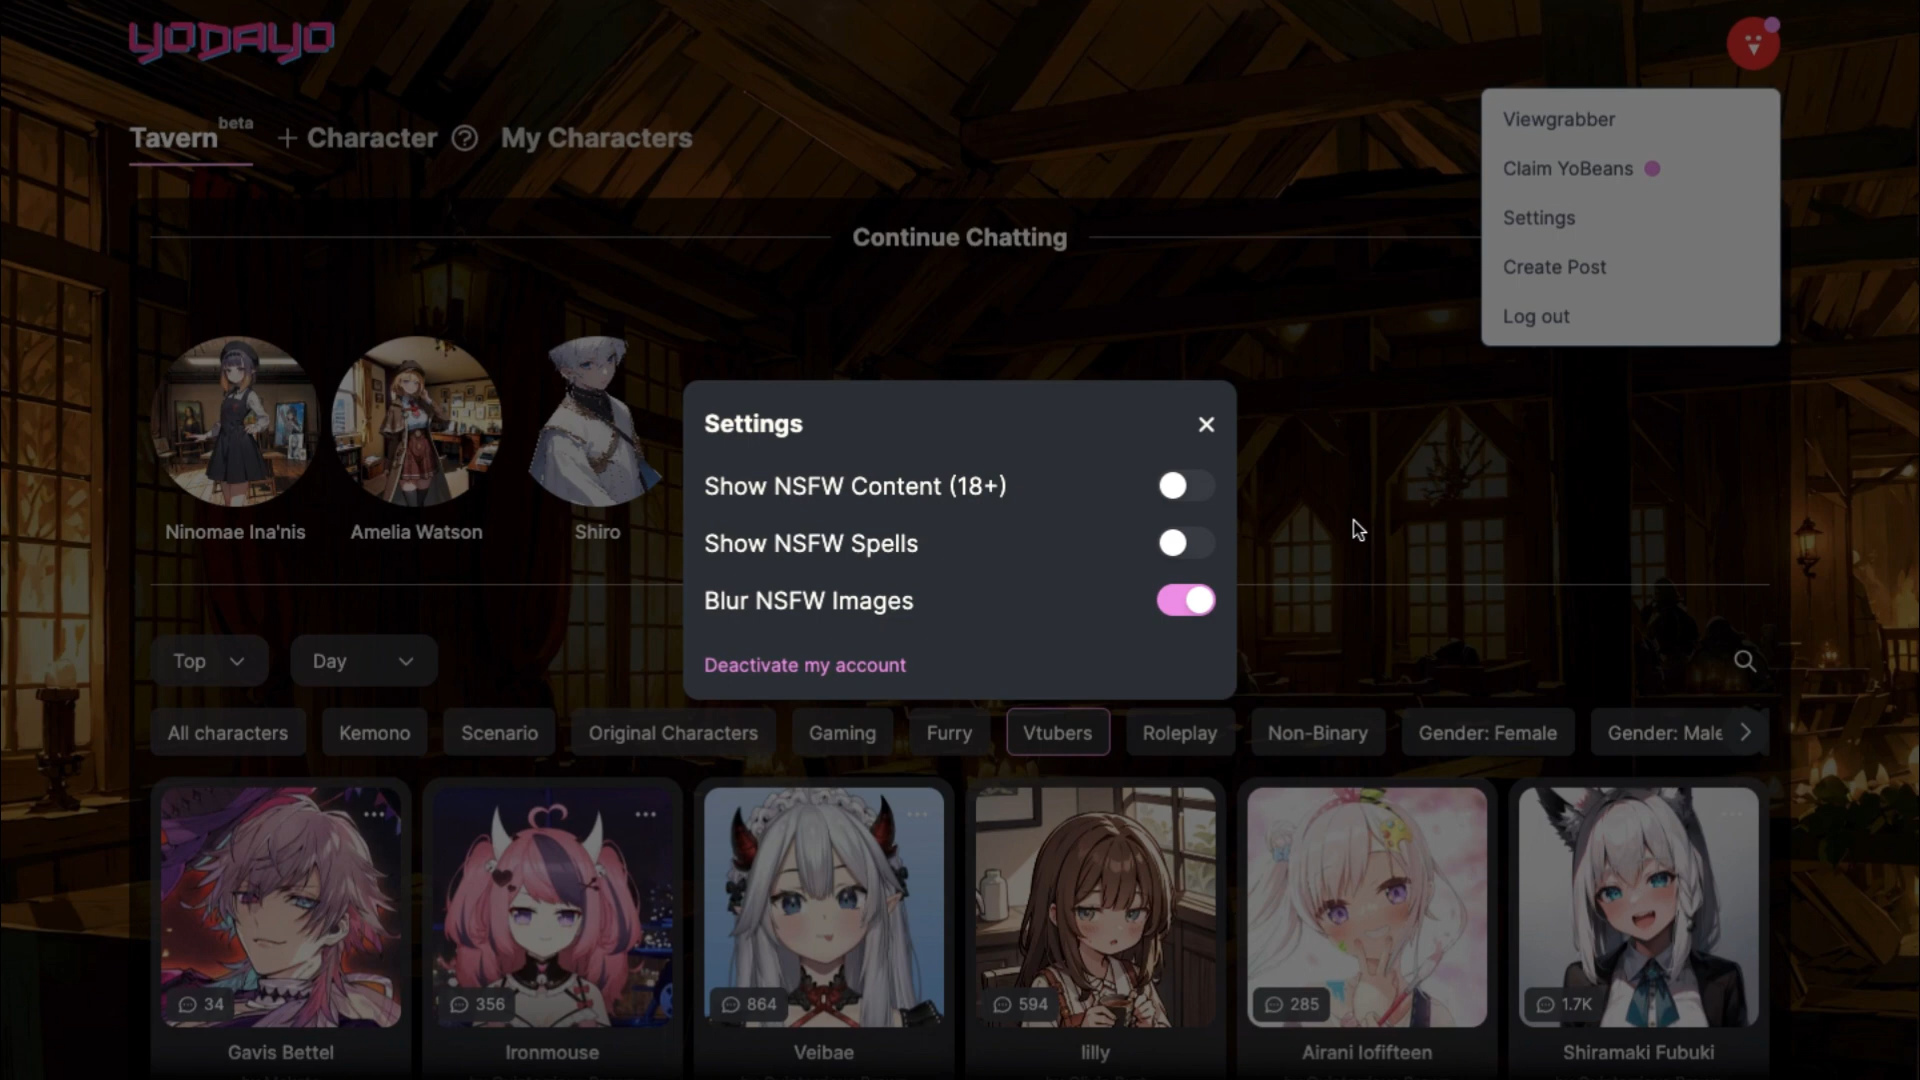 YODAYO
Tavern beta
+ Character ? My Characters
Viewgrabber
Claim YoBeans
Settings
Create Post
Log out
Continue Chatting
Ninomae Ina'nis
Amelia Watson
Shiro
Settings
Show NSFW Content (18+)
Show NSFW Spells
Blur NSFW Images
Deactivate my account
Top
Day
All characters
Kemono
Scenario
Original Characters
Gaming
Furry
Vtubers
Roleplay
Non-Binary
Gender: Female
Gender: Male
34
356
864
594
285
1.7K
Gavis Bettel
Ironmouse
Veibae
lilly
Airani Iofifteen
Shiramaki Fubuki